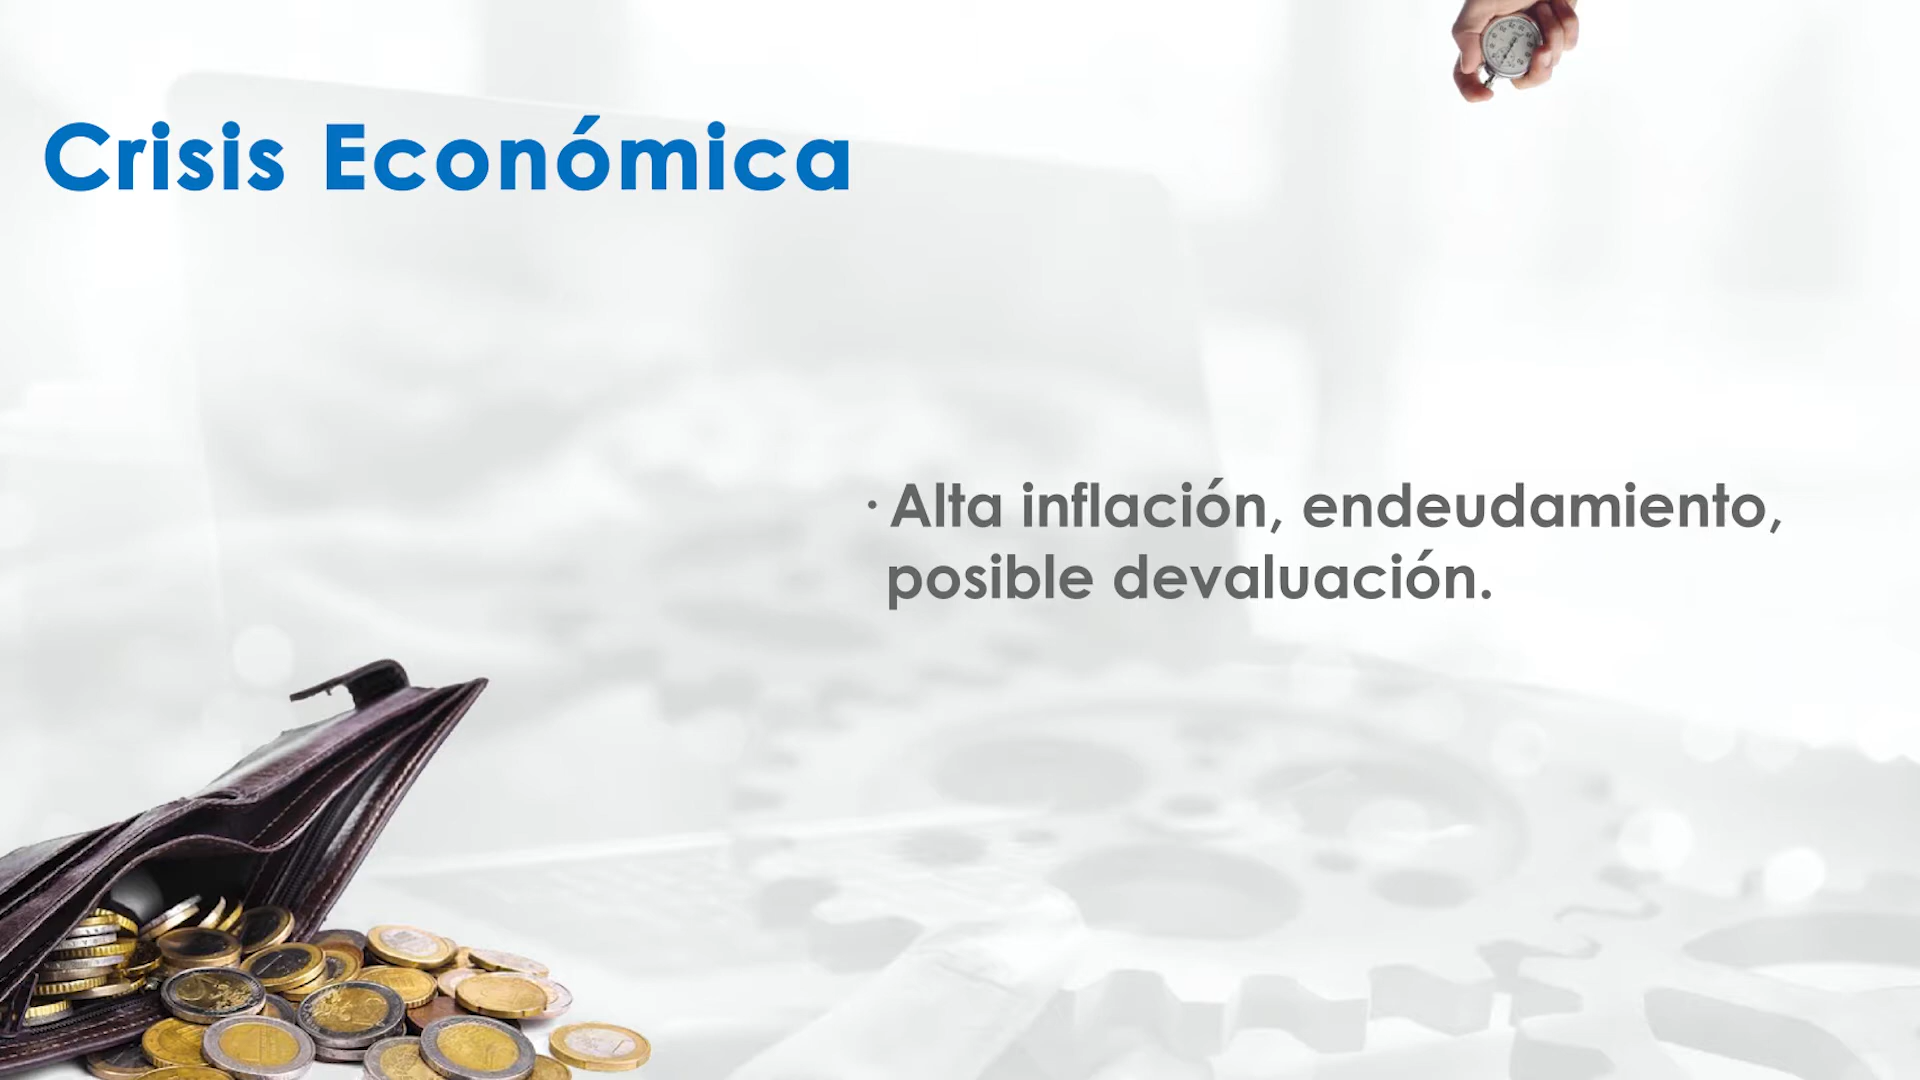 Crisis Económica
· Alta inflación, endeudamiento,
posible devaluación.